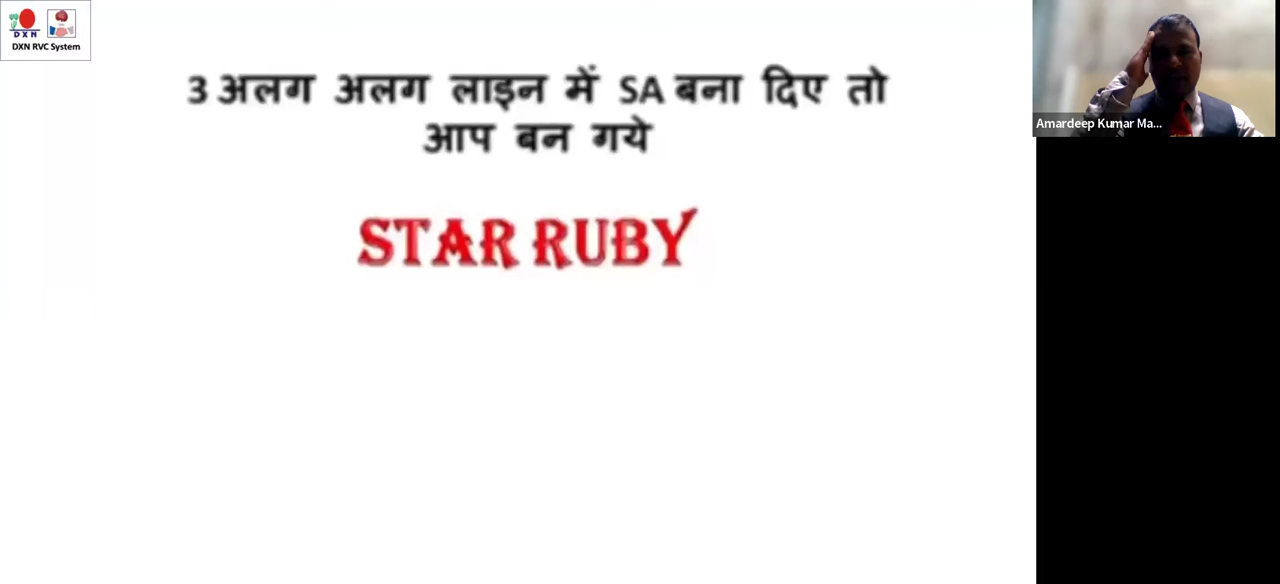 DXN
DXN RVC System
3 अलग अलग लाइन में SA बना दिए तो
आप बन गये
STAR RUBY
Amardeep Kumar Ma...